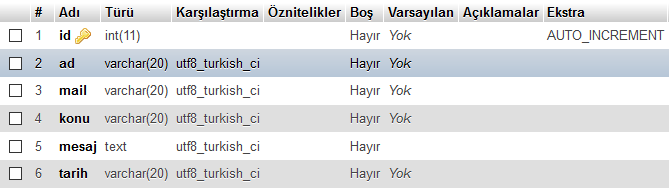 # Adı Türü Karşılaştırma Öznitelikler Boş Varsayılan Açıklamalar Ekstra
1 id int(11) Hayır Yok AUTO_INCREMENT
2 ad varchar(20) utf8_turkish_ci Hayır Yok
3 mail varchar(20) utf8_turkish_ci Hayır Yok
4 konu varchar(20) utf8_turkish_ci Hayır Yok
5 mesaj text utf8_turkish_ci Hayır
6 tarih varchar(20) utf8_turkish_ci Hayır Yok